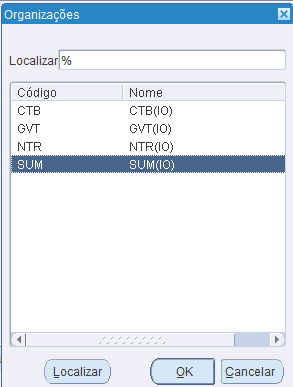 Organizações
Localizar %
Código Nome
CTB CTB(IO)
GVT GVT(IO)
NTR NTR(IO)
SUM SUM(IO)
Localizar OK Cancelar